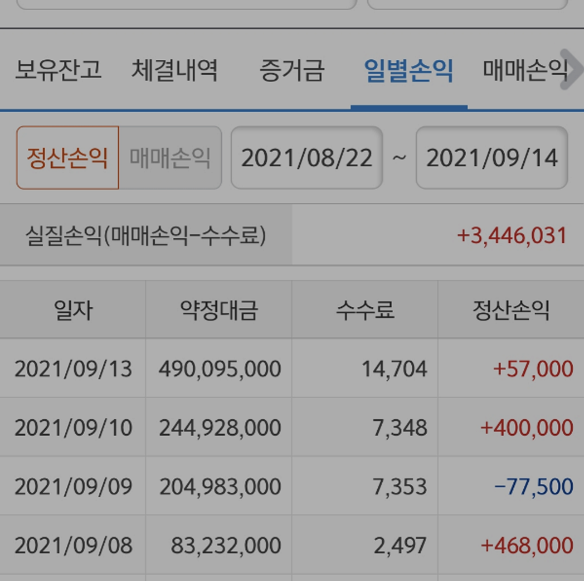 보유잔고 체결내역 증거금 일별손익 매매손익
정산손익 매매손익 2021/08/22 ~ 2021/09/14
실질손익(매매손익-수수료) +3,446,031
일자 약정대금 수수료 정산손익
2021/09/13 490,095,000 14,704 +57,000
2021/09/10 244,928,000 7,348 +400,000
2021/09/09 204,983,000 7,353 -77,500
2021/09/08 83,232,000 2,497 +468,000